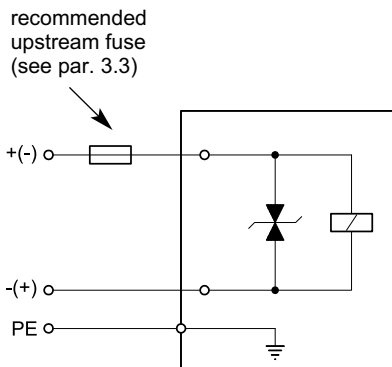 recommended
upstream fuse
(see par. 3.3)
+(-)
-(+)
PE